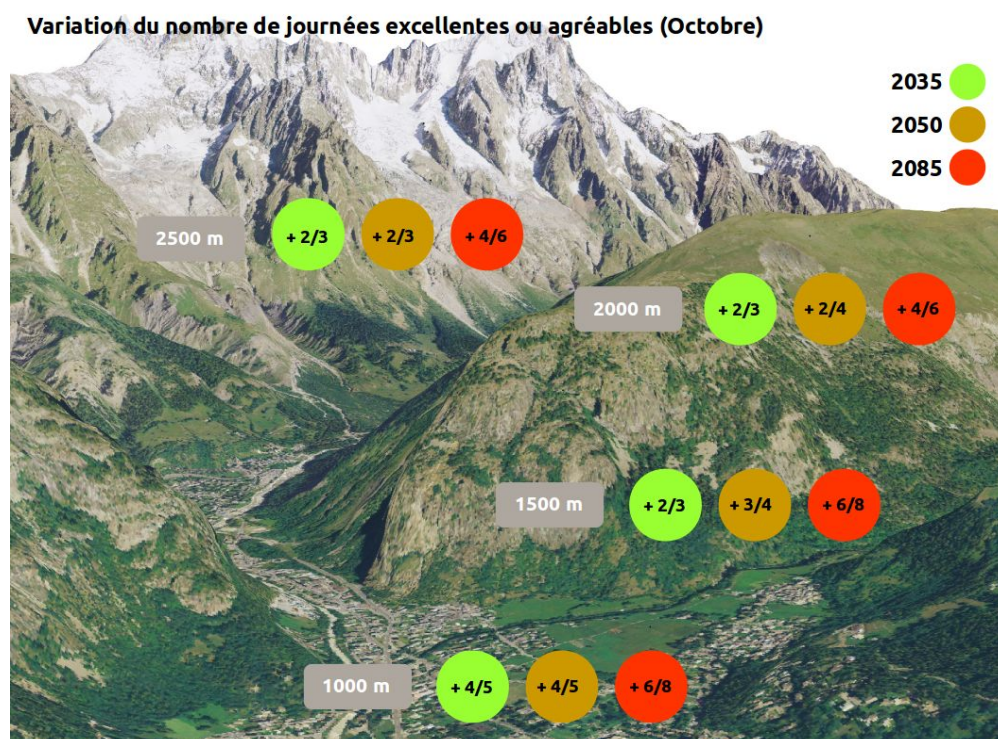 Variation du nombre de journées excellentes ou agréables (Octobre)
2035
2050
2085
2500 m + 2/3 + 2/3 + 4/6
2000 m + 2/3 + 2/4 + 4/6
1500 m + 2/3 + 3/4 + 6/8
1000 m + 4/5 + 4/5 + 6/8